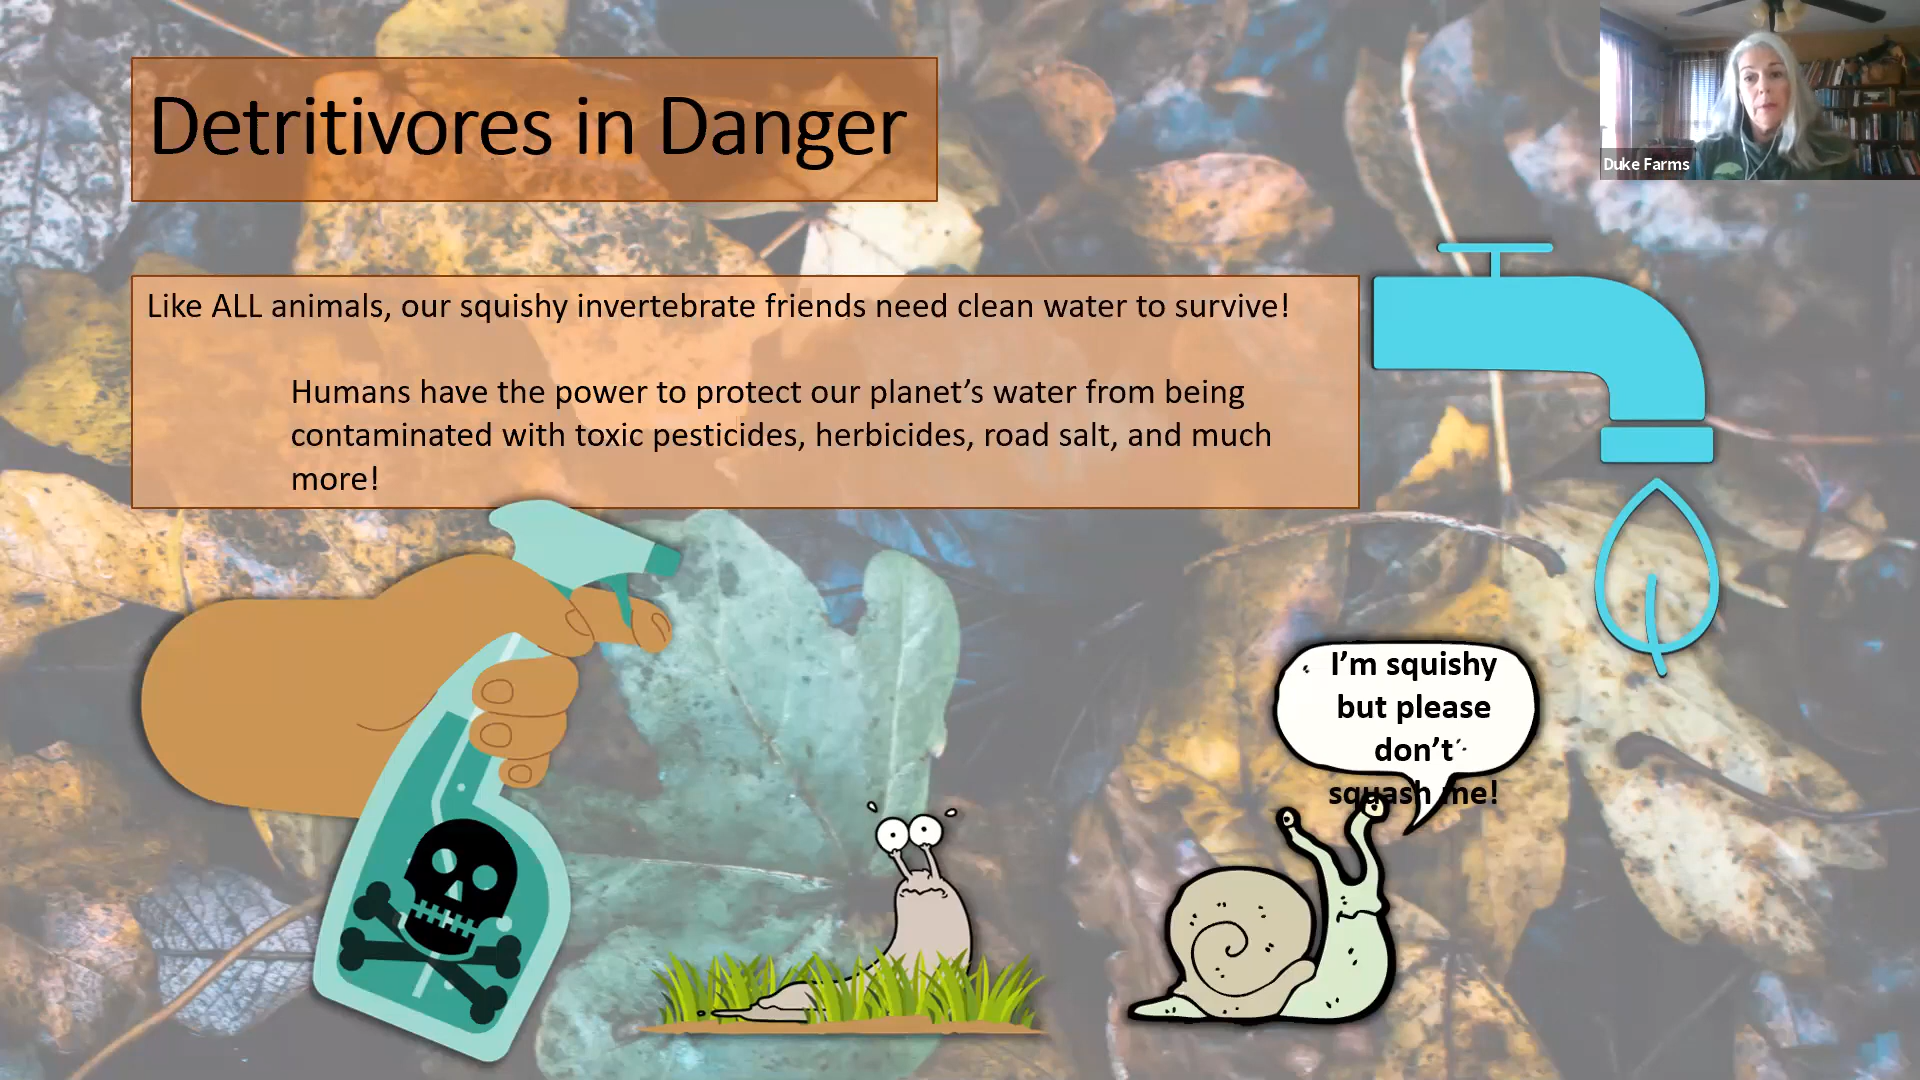 Detritivores in Danger
Duke Farms
Like ALL animals, our squishy invertebrate friends need clean water to survive!
Humans have the power to protect our planet’s water from being
contaminated with toxic pesticides, herbicides, road salt, and much
more!
I’m squishy
but please
don’t
squash me!